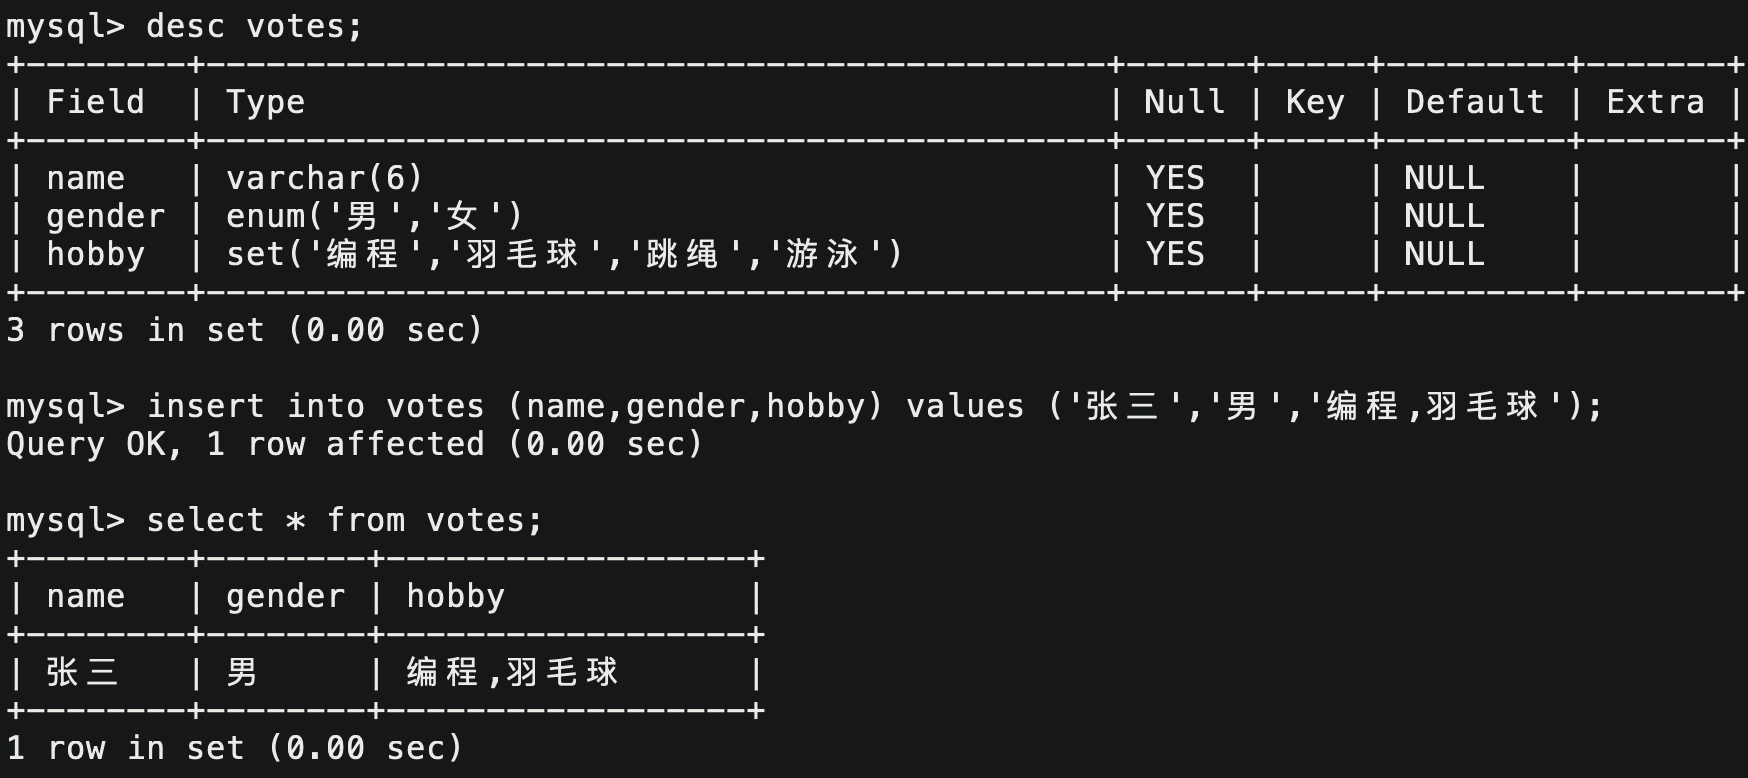 mysql> desc votes;
+--------+---------------------------------------------+------+-----+---------+-------+
| Field  | Type                                        | Null | Key | Default | Extra |
+--------+---------------------------------------------+------+-----+---------+-------+
| name   | varchar(6)                                  | YES  |     | NULL    |       |
| gender | enum('男','女')                             | YES  |     | NULL    |       |
| hobby  | set('编程','羽毛球','跳绳','游泳')          | YES  |     | NULL    |       |
+--------+---------------------------------------------+------+-----+---------+-------+
3 rows in set (0.00 sec)
mysql> insert into votes (name,gender,hobby) values ('张三','男','编程,羽毛球');
Query OK, 1 row affected (0.00 sec)
mysql> select * from votes;
+--------+--------+------------------+
| name   | gender | hobby            |
+--------+--------+------------------+
| 张三   | 男     | 编程,羽毛球      |
+--------+--------+------------------+
1 row in set (0.00 sec)